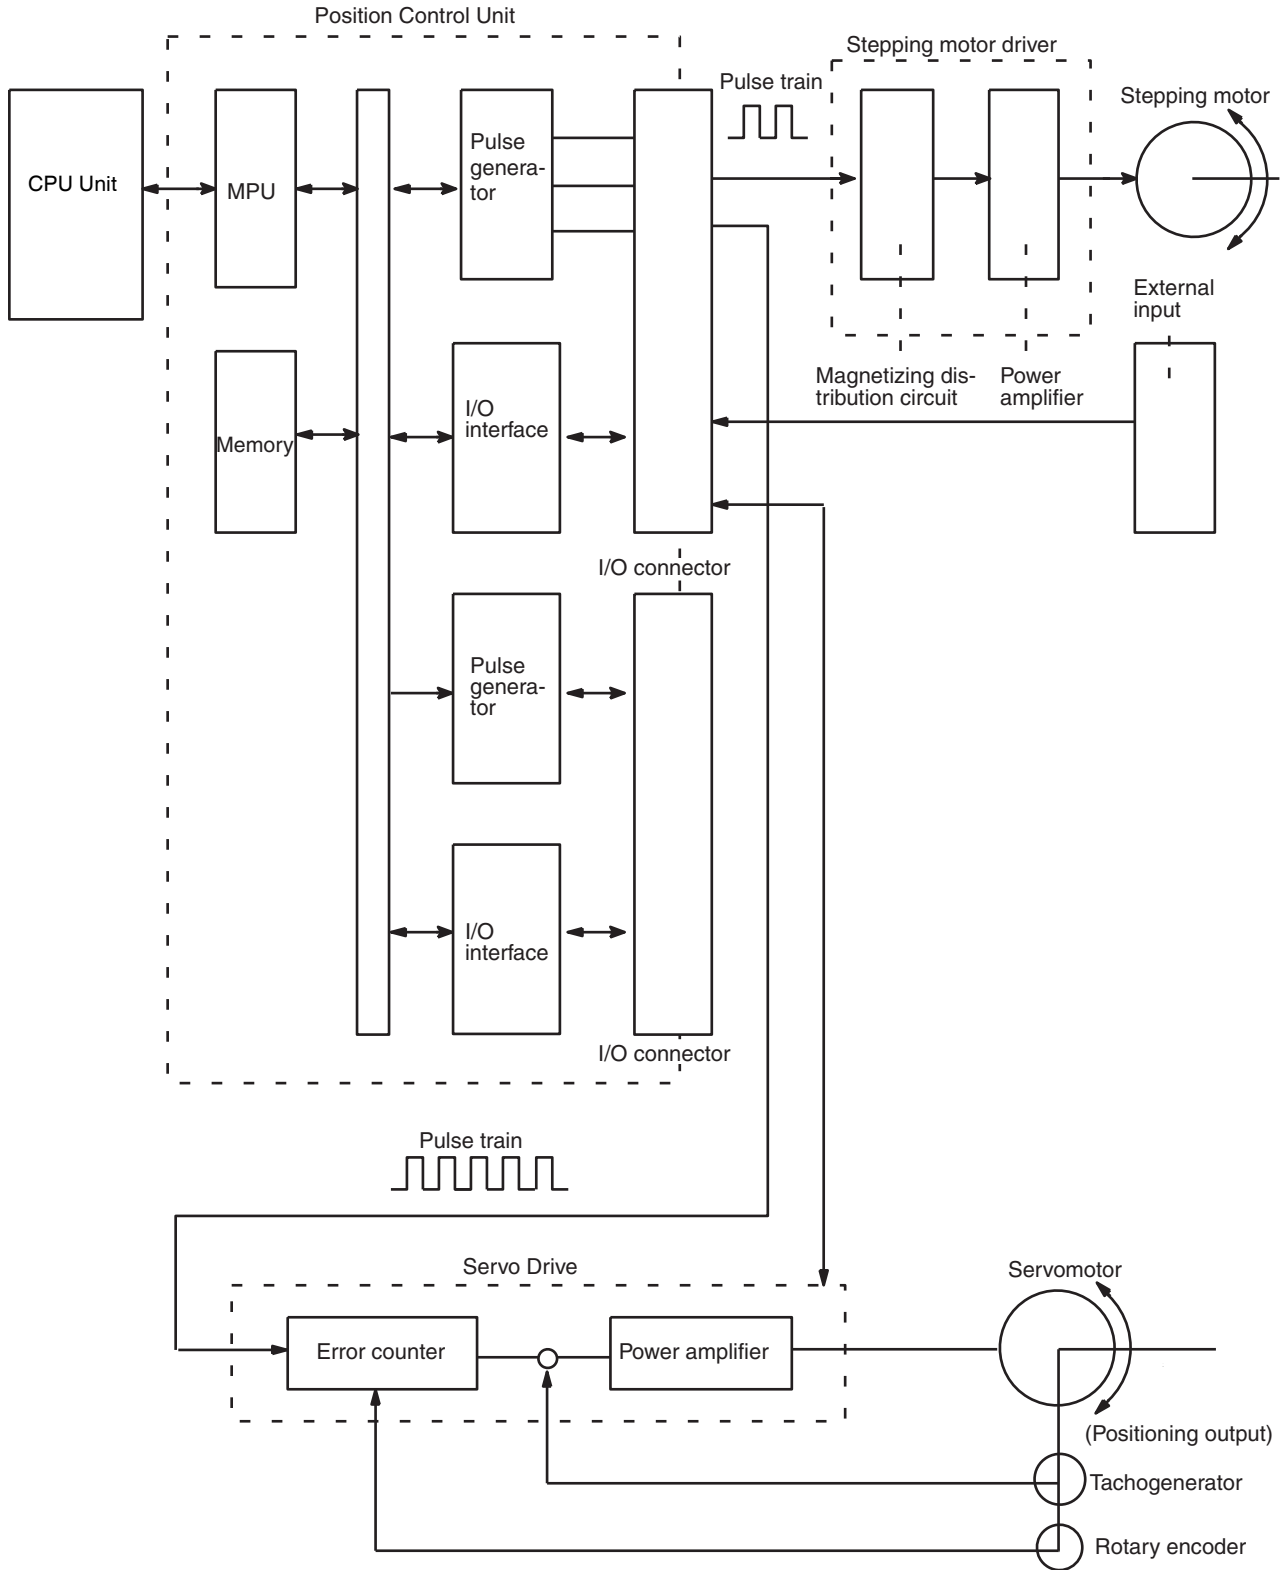 Position Control Unit
Stepping motor driver
Pulse train
Stepping motor
CPU Unit
MPU
Pulse
genera-
tor
External
input
Magnetizing dis-
tribution circuit
Power
amplifier
Memory
I/O
interface
I/O connector
Pulse
genera-
tor
I/O
interface
I/O connector
Pulse train
Servo Drive
Servomotor
Error counter
Power amplifier
(Positioning output)
Tachogenerator
Rotary encoder